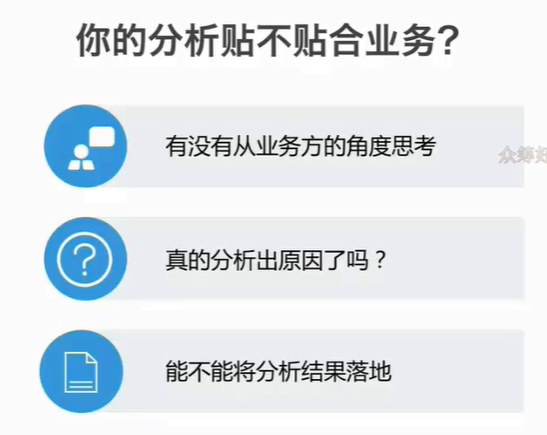 你的分析贴不贴合业务?
有没有从业务方的角度思考
众筹好
真的分析出原因了吗？
能不能将分析结果落地